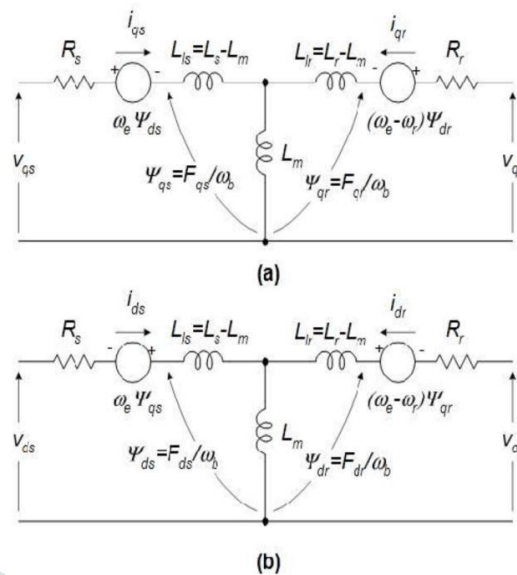 i_qs
i_qr
R_s
L_ls=L_s-L_m
L_lr=L_r-L_m
R_r
+
-
-
+
ω_e Ψ_ds
(ω_e-ω_r)Ψ_dr
v_qs
Ψ_qs=F_qs/ω_b
L_m
Ψ_qr=F_qr/ω_b
(a)
i_ds
i_dr
R_s
L_ls=L_s-L_m
L_lr=L_r-L_m
R_r
-
+
+
-
ω_e Ψ_qs
(ω_e-ω_r)Ψ_qr
v_ds
Ψ_ds=F_ds/ω_b
L_m
Ψ_dr=F_dr/ω_b
(b)